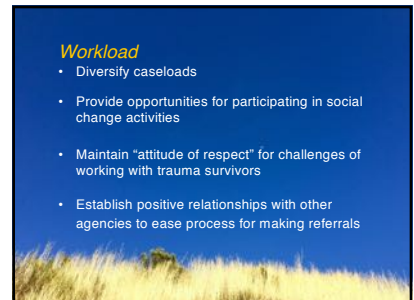 Workload
• Diversify caseloads
• Provide opportunities for participating in social
change activities
• Maintain “attitude of respect” for challenges of
working with trauma survivors
• Establish positive relationships with other
agencies to ease process for making referrals